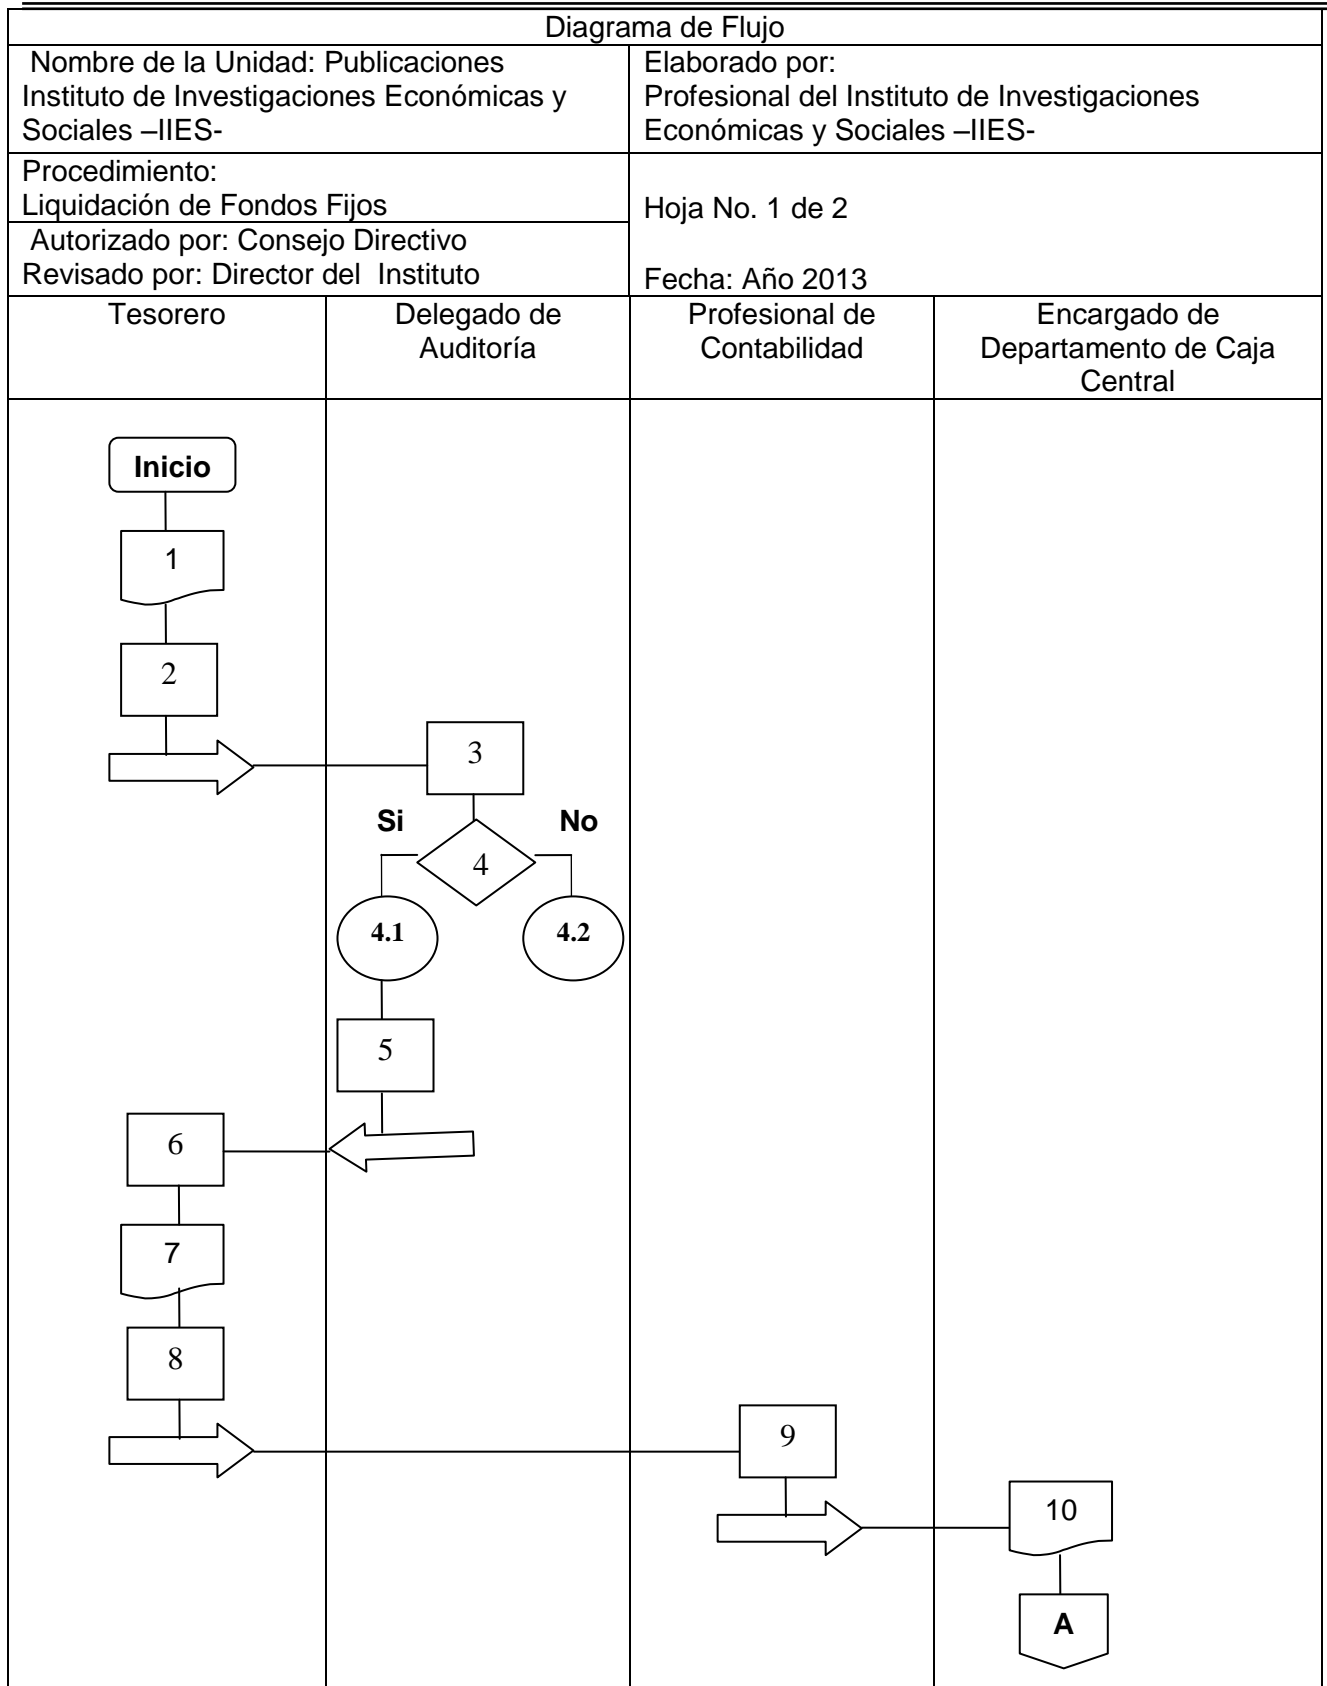 Diagrama de Flujo
Nombre de la Unidad: Publicaciones
Instituto de Investigaciones Económicas y
Sociales –IIES-
Elaborado por:
Profesional del Instituto de Investigaciones
Económicas y Sociales –IIES-
Procedimiento:
Liquidación de Fondos Fijos
Autorizado por: Consejo Directivo
Revisado por: Director del Instituto
Hoja No. 1 de 2
Fecha: Año 2013
Tesorero
Delegado de
Auditoría
Profesional de
Contabilidad
Encargado de
Departamento de Caja
Central
Inicio
1
2
3
Si
No
4
4.1
4.2
5
6
7
8
9
10
A